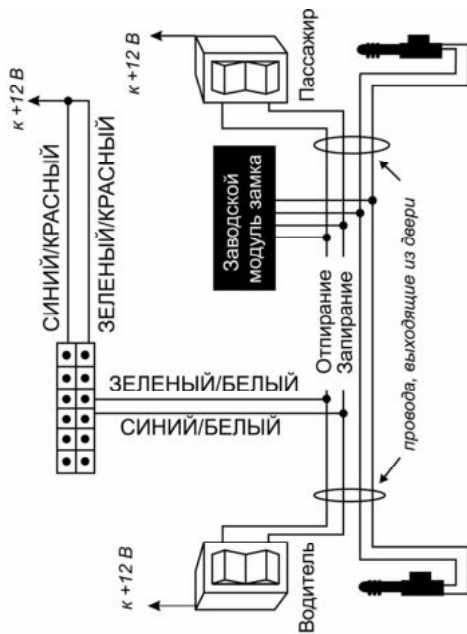 к +12 В
СИНИЙ/КРАСНЫЙ
ЗЕЛЕНЫЙ/КРАСНЫЙ
ЗЕЛЕНЫЙ/БЕЛЫЙ
СИНИЙ/БЕЛЫЙ
к +12 В
Водитель
к +12 В
Пассажир
Заводской
модуль замка
Отпирание
Запирание
провода, выходящие из двери